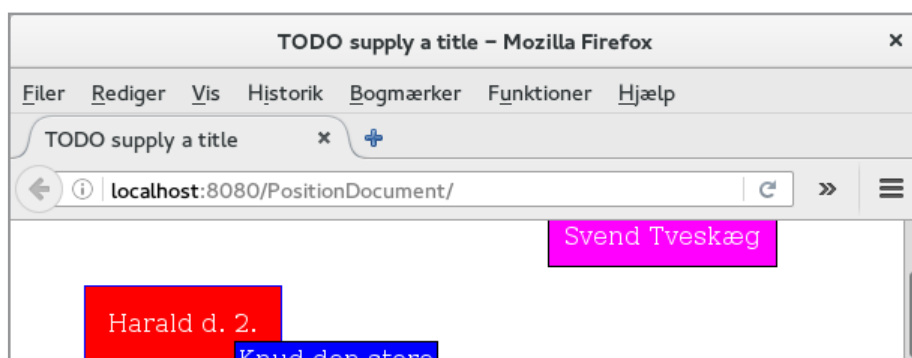 TODO supply a title – Mozilla Firefox
Filer Rediger Vis Historik Bogmærker Funktioner Hjælp
TODO supply a title
localhost:8080/PositionDocument/
Svend Tveskæg
Harald d. 2.
Knud den store